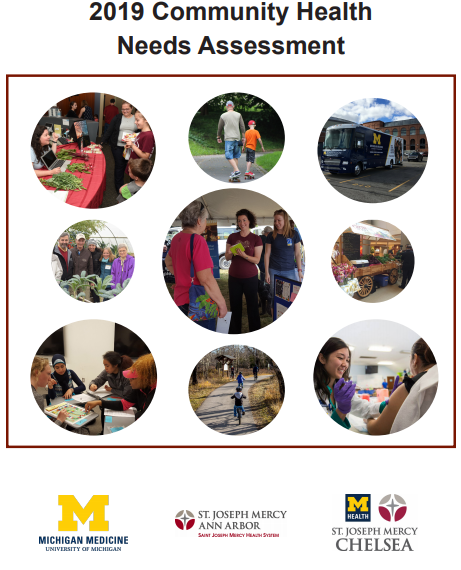 2019 Community Health
Needs Assessment
M
M
MICHIGAN MEDICINE
UNIVERSITY OF MICHIGAN
ST. JOSEPH MERCY
ANN ARBOR
SAINT JOSEPH MERCY HEALTH SYSTEM
M
HEALTH
ST. JOSEPH MERCY
CHELSEA